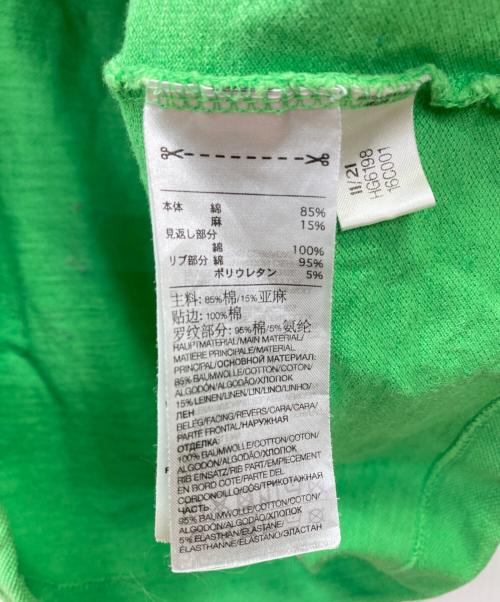 本体 綿 85%
麻 15%
見返し部分
綿 100%
リブ部分 綿 95%
ポリウレタン 5%
主料: 85%棉/15%亚麻
贴边: 100%棉
罗纹部分: 95%棉/5%氨纶
HAUPTMATERIAL/MAIN MATERIAL/
MATIERE PRINCIPALE/MATERIAL
PRINCIPAL/ОСНОВНОЙ МАТЕРИАЛ:
85% BAUMWOLLE/COTTON/COTON/
ALGODÓN/ALGODÃO/ХЛОПОК
15% LEINEN/LINEN/LIN/LINO/LINHO/
ЛЕН
BELEG/FACING/REVERS/CARA/CARA/
PARTE FRONTAL/НАРУЖНАЯ
ОТДЕЛКА:
100% BAUMWOLLE/COTTON/COTON/
ALGODÓN/ALGODÃO/ХЛОПОК
RIB EINSATZ/RIB PART/EMPIECEMENT
EN BORD COTE/PARTE DEL
CORDONCILLO/CÓS/ТРИКОТАЖНАЯ
ЧАСТЬ:
95% BAUMWOLLE/COTTON/COTON/
ALGODÓN/ALGODÃO/ХЛОПОК
5% ELASTHAN/ELASTANE/
ELASTHANNE/ELASTANO/ЭЛАСТАН
11/21
HG6198
16C001